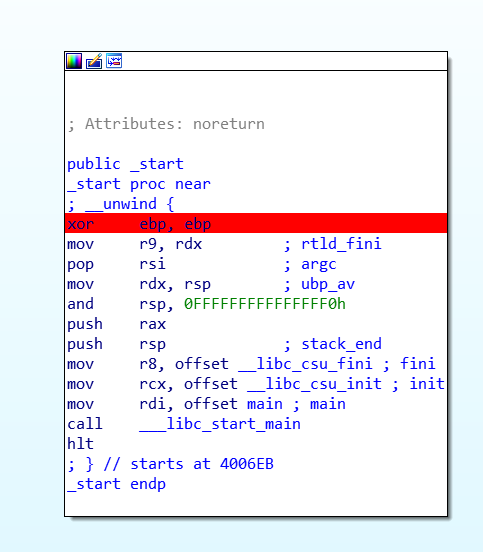 ; Attributes: noreturn
public _start
_start proc near
; __unwind {
xor     ebp, ebp
mov     r9, rdx         ; rtld_fini
pop     rsi             ; argc
mov     rdx, rsp        ; ubp_av
and     rsp, 0FFFFFFFFFFFFFFF0h
push    rax
push    rsp             ; stack_end
mov     r8, offset __libc_csu_fini ; fini
mov     rcx, offset __libc_csu_init ; init
mov     rdi, offset main ; main
call    ___libc_start_main
hlt
; } // starts at 4006EB
_start endp